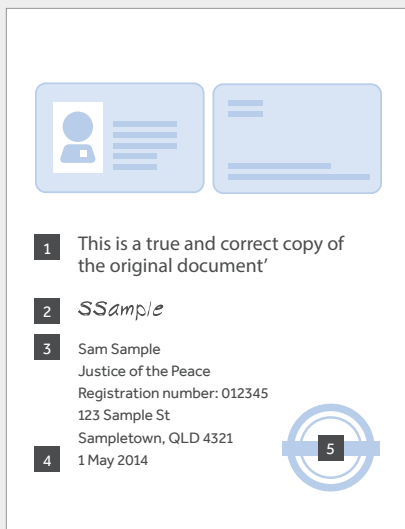 1 This is a true and correct copy of
the original document’
2 SSample
3 Sam Sample
Justice of the Peace
Registration number: 012345
123 Sample St
Sampletown, QLD 4321
4 1 May 2014
5